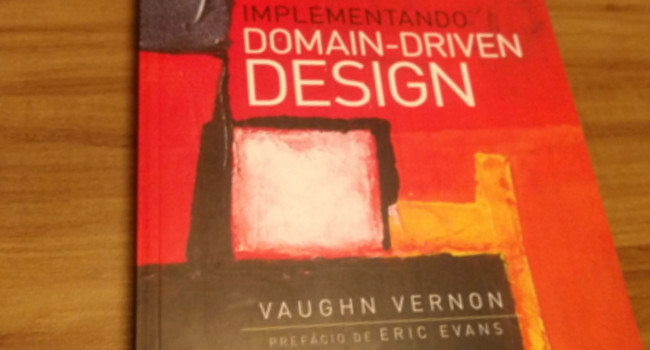 IMPLEMENTANDO
DOMAIN-DRIVEN
DESIGN
VAUGHN VERNON
PREFÁCIO DE ERIC EVANS